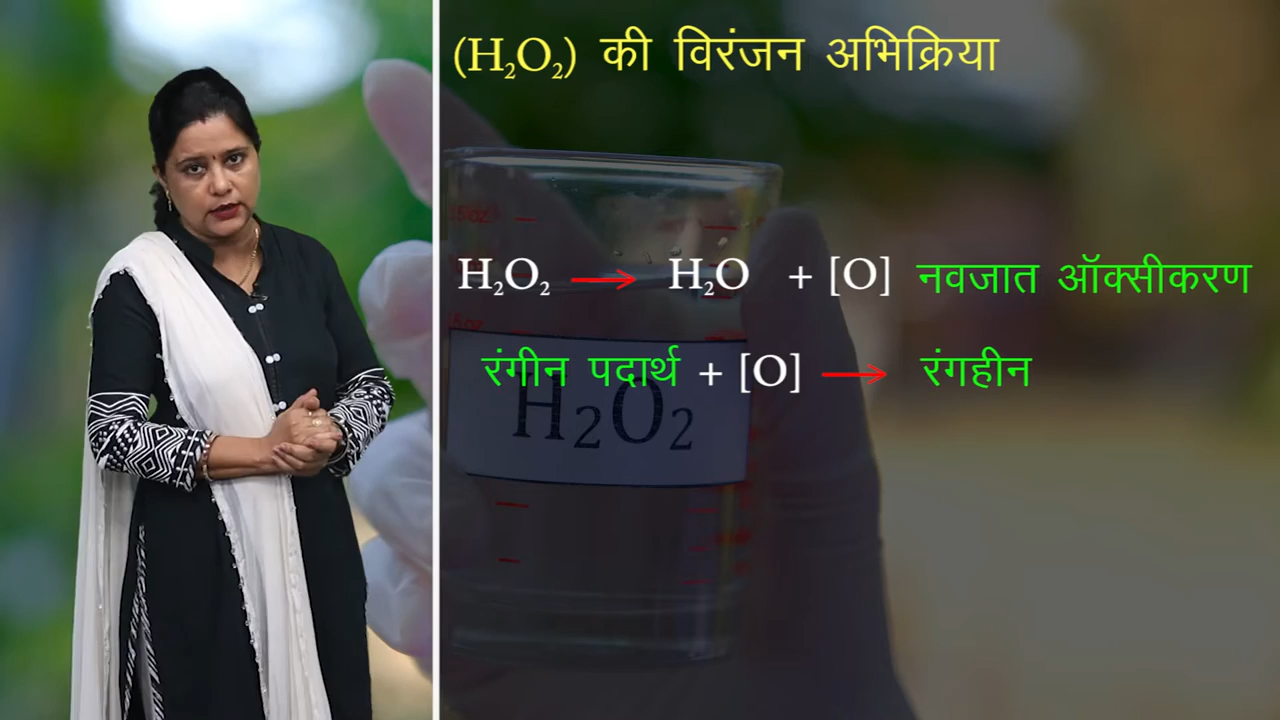 (H₂O₂) की विरंजन अभिक्रिया
H₂O₂ → H₂O + [O] नवजात ऑक्सीकरण
रंगीन पदार्थ + [O] → रंगहीन
H₂O₂